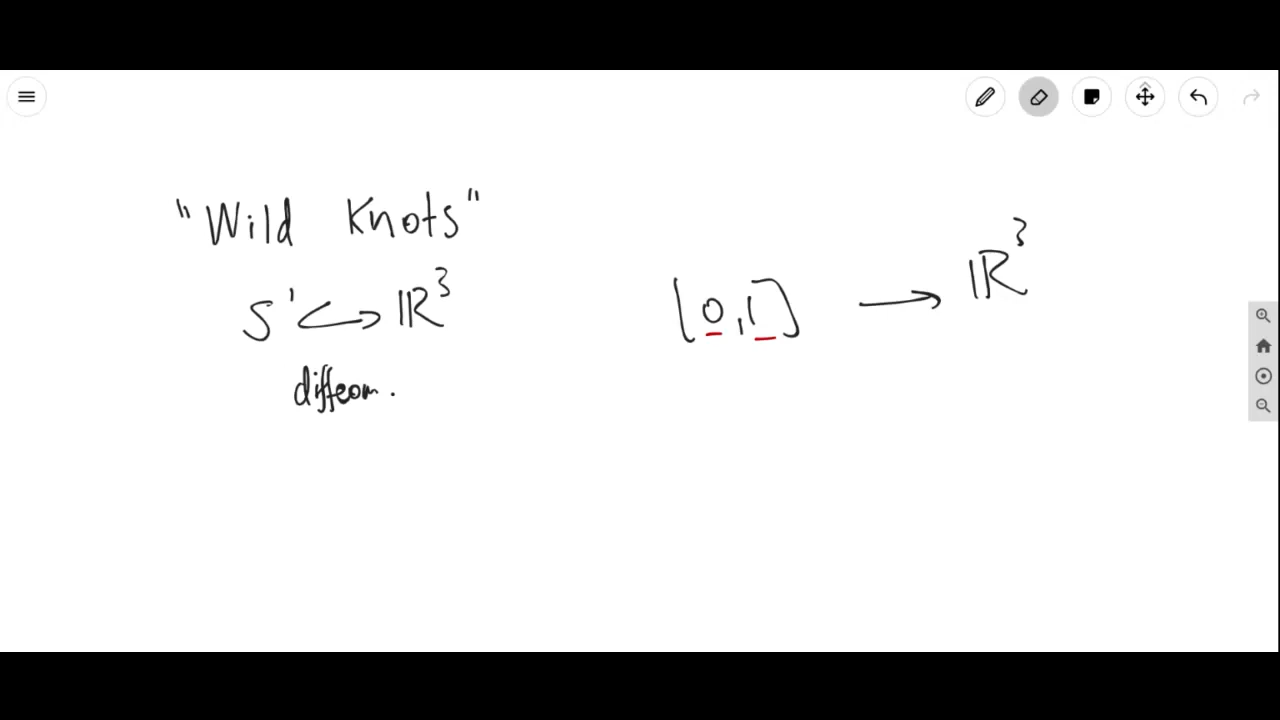 "Wild Knots"
S¹ ↪ ℝ³
diffeom.
[0,1] → ℝ³